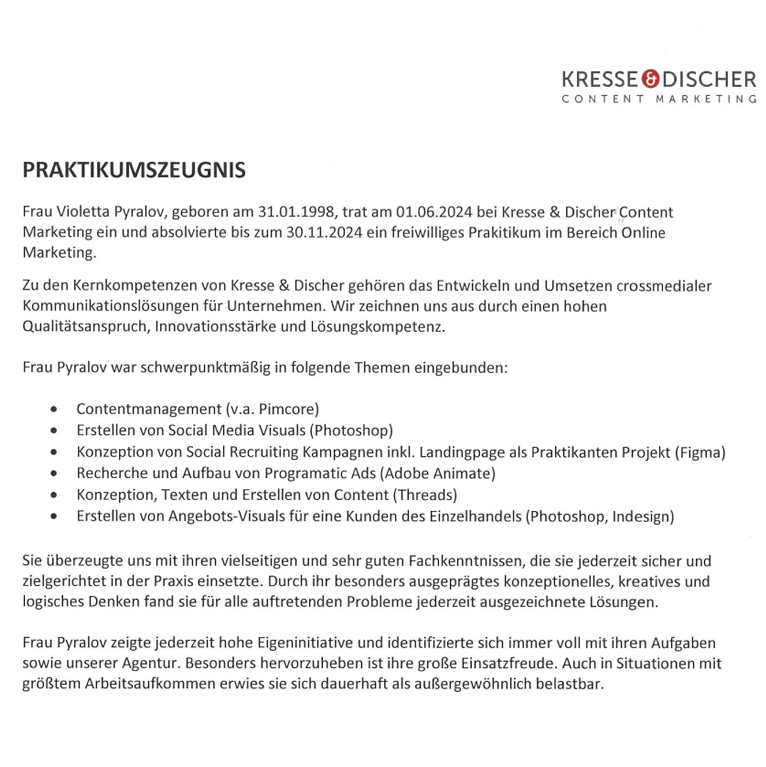 KRESSE & DISCHER
CONTENT MARKETING
PRAKTIKUMSZEUGNIS
Frau Violetta Pyralov, geboren am 31.01.1998, trat am 01.06.2024 bei Kresse & Discher Content
Marketing ein und absolvierte bis zum 30.11.2024 ein freiwilliges Prakitikum im Bereich Online
Marketing.
Zu den Kernkompetenzen von Kresse & Discher gehören das Entwickeln und Umsetzen crossmedialer
Kommunikationslösungen für Unternehmen. Wir zeichnen uns aus durch einen hohen
Qualitätsanspruch, Innovationsstärke und Lösungskompetenz.
Frau Pyralov war schwerpunktmäßig in folgende Themen eingebunden:
• Contentmanagement (v.a. Pimcore)
• Erstellen von Social Media Visuals (Photoshop)
• Konzeption von Social Recruiting Kampagnen inkl. Landingpage als Praktikanten Projekt (Figma)
• Recherche und Aufbau von Programatic Ads (Adobe Animate)
• Konzeption, Texten und Erstellen von Content (Threads)
• Erstellen von Angebots-Visuals für eine Kunden des Einzelhandels (Photoshop, Indesign)
Sie überzeugte uns mit ihren vielseitigen und sehr guten Fachkenntnissen, die sie jederzeit sicher und
zielgerichtet in der Praxis einsetzte. Durch ihr besonders ausgeprägtes konzeptionelles, kreatives und
logisches Denken fand sie für alle auftretenden Probleme jederzeit ausgezeichnete Lösungen.
Frau Pyralov zeigte jederzeit hohe Eigeninitiative und identifizierte sich immer voll mit ihren Aufgaben
sowie unserer Agentur. Besonders hervorzuheben ist ihre große Einsatzfreude. Auch in Situationen mit
größtem Arbeitsaufkommen erwies sie sich dauerhaft als außergewöhnlich belastbar.